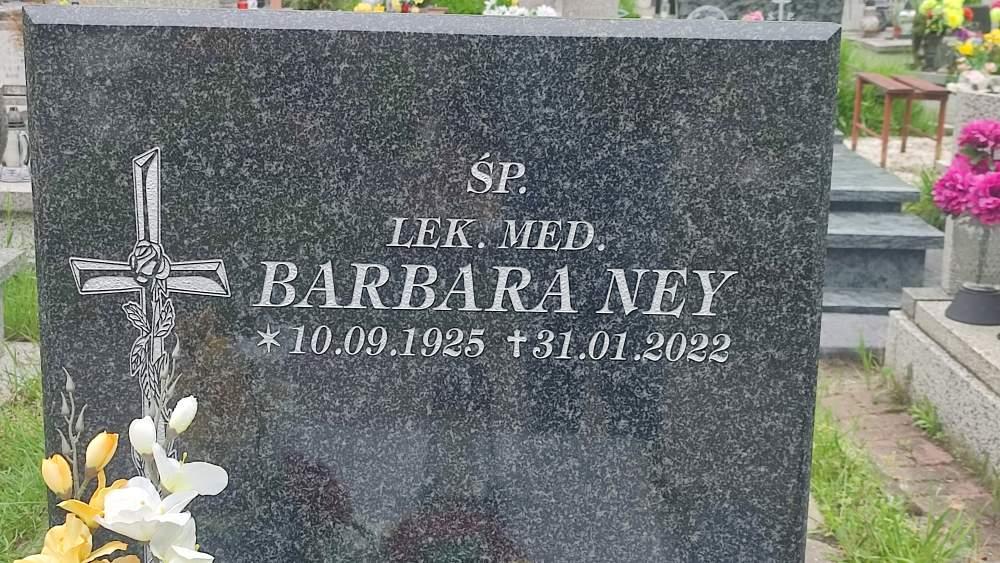 ŚP.
LEK. MED.
BARBARA NEY
✶10.09.1925 ✝31.01.2022